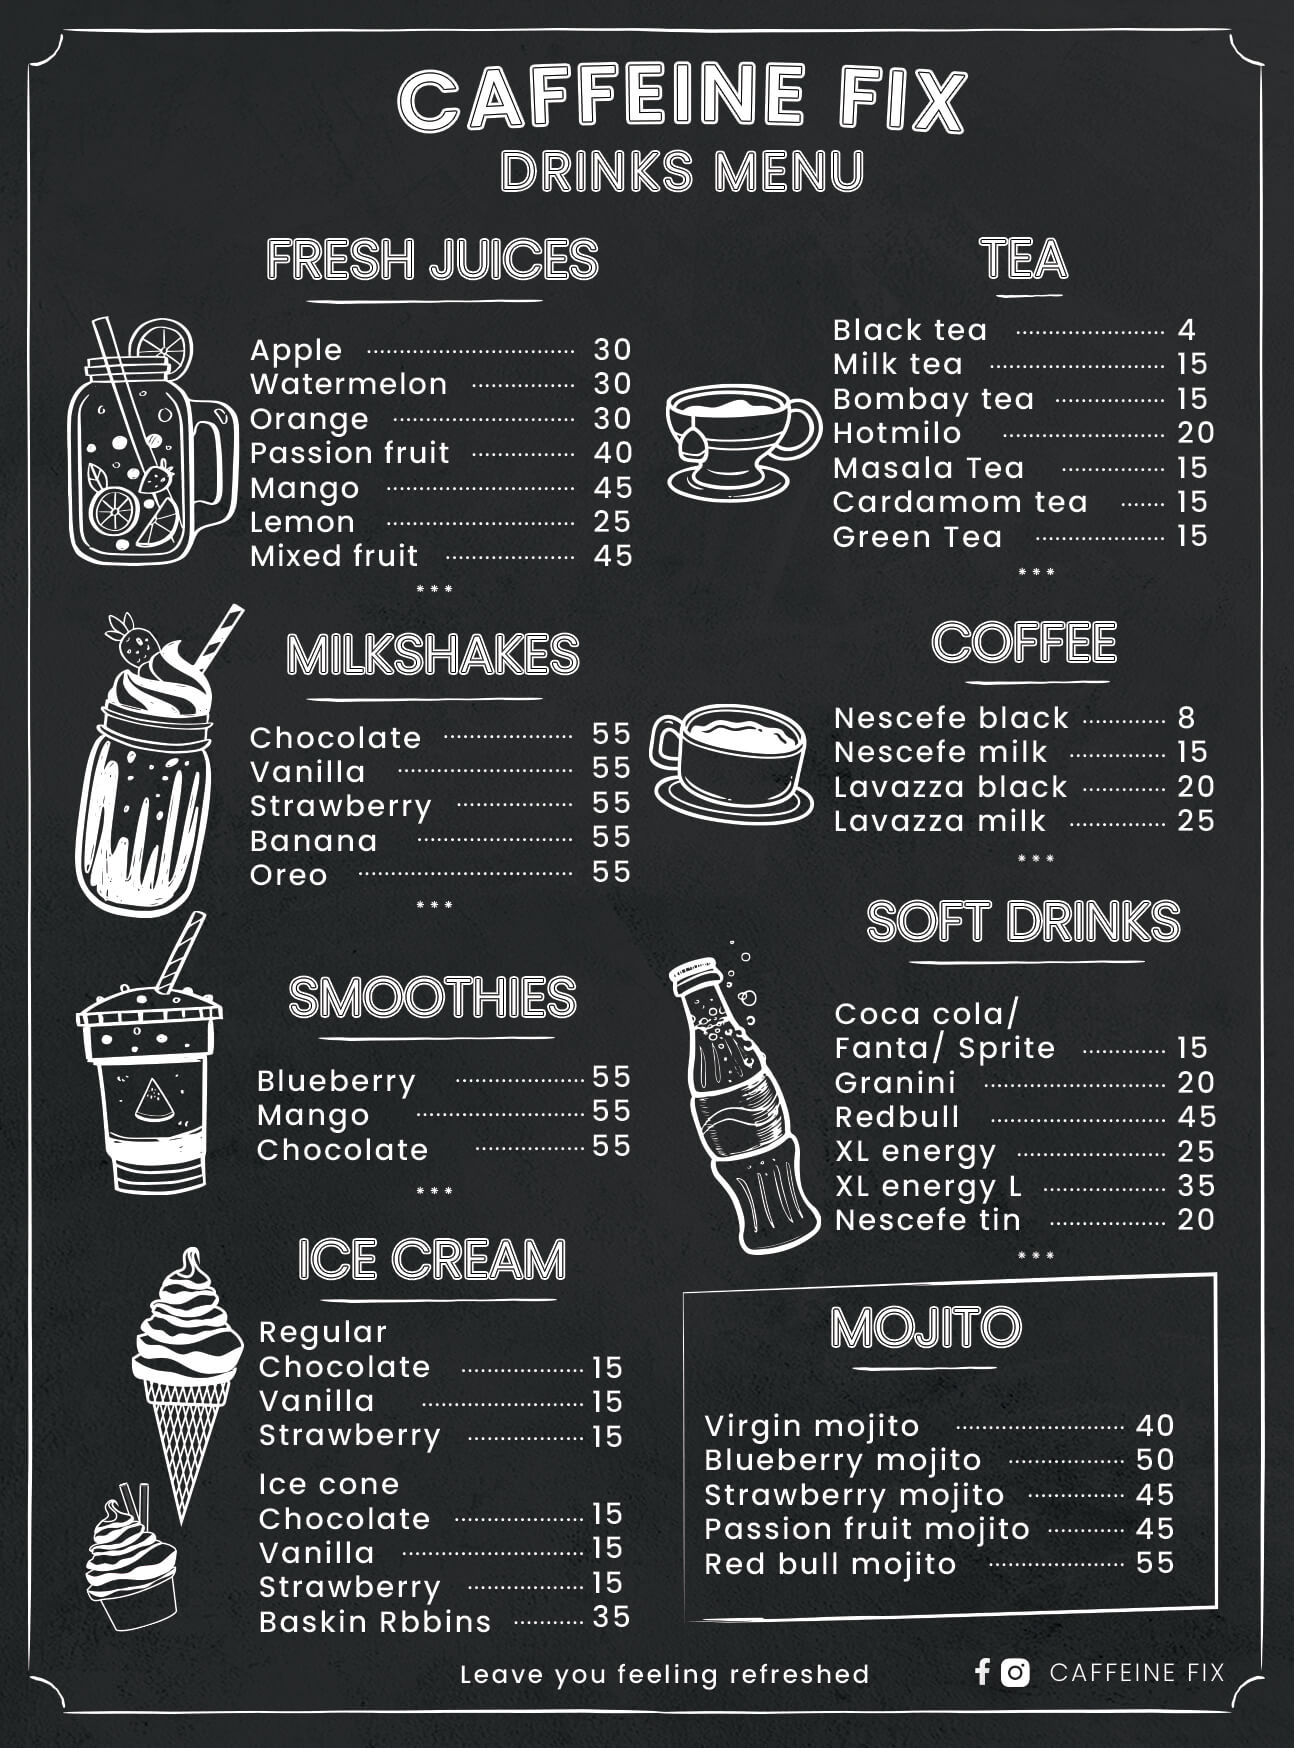 CAFFEINE FIX
DRINKS MENU
FRESH JUICES
Apple 30
Watermelon 30
Orange 30
Passion fruit 40
Mango 45
Lemon 25
Mixed fruit 45
***
MILKSHAKES
Chocolate 55
Vanilla 55
Strawberry 55
Banana 55
Oreo 55
***
SMOOTHIES
Blueberry 55
Mango 55
Chocolate 55
***
ICE CREAM
Regular
Chocolate 15
Vanilla 15
Strawberry 15
Ice cone
Chocolate 15
Vanilla 15
Strawberry 15
Baskin Rbbins 35
TEA
Black tea 4
Milk tea 15
Bombay tea 15
Hotmilo 20
Masala Tea 15
Cardamom tea 15
Green Tea 15
***
COFFEE
Nescefe black 8
Nescefe milk 15
Lavazza black 20
Lavazza milk 25
***
SOFT DRINKS
Coca cola/
Fanta/ Sprite 15
Granini 20
Redbull 45
XL energy 25
XL energy L 35
Nescefe tin 20
***
MOJITO
Virgin mojito 40
Blueberry mojito 50
Strawberry mojito 45
Passion fruit mojito 45
Red bull mojito 55
Leave you feeling refreshed
CAFFEINE FIX